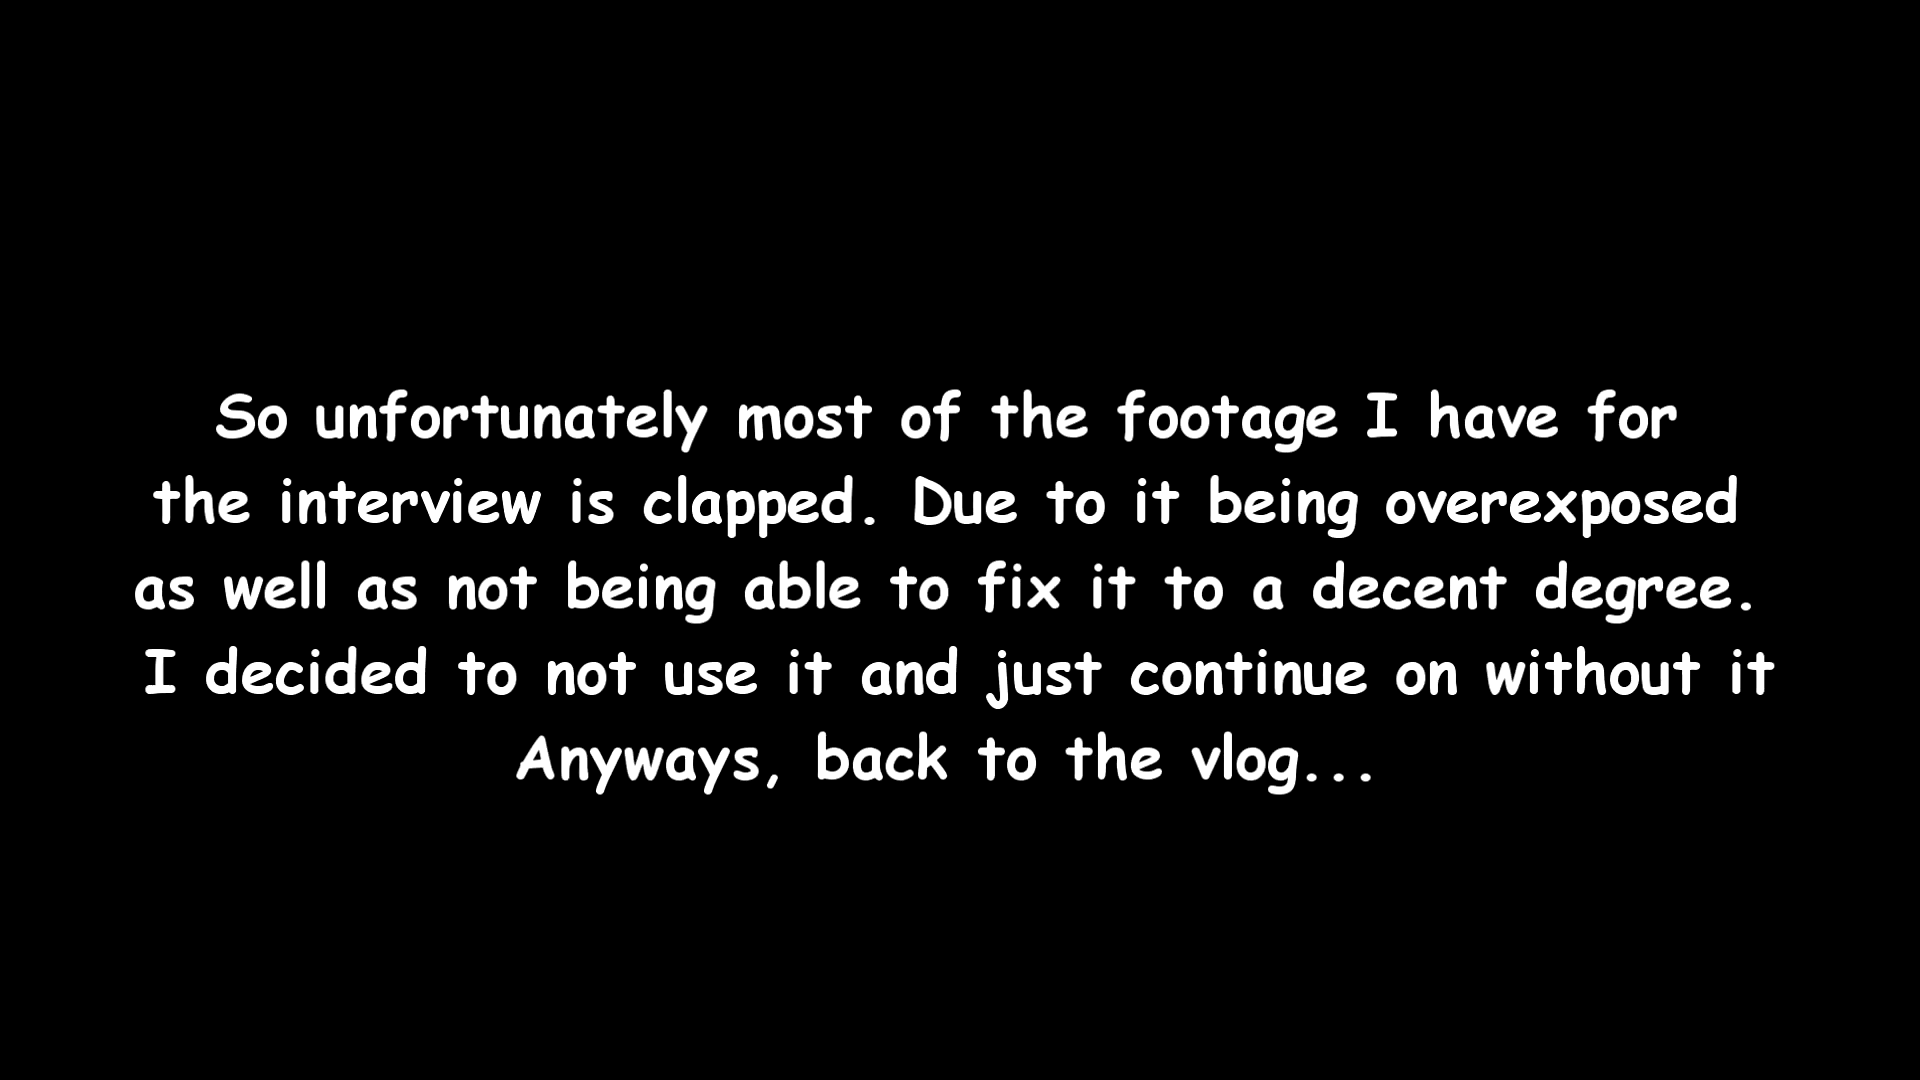 So unfortunately most of the footage I have for
the interview is clapped. Due to it being overexposed
as well as not being able to fix it to a decent degree.
I decided to not use it and just continue on without it
Anyways, back to the vlog...